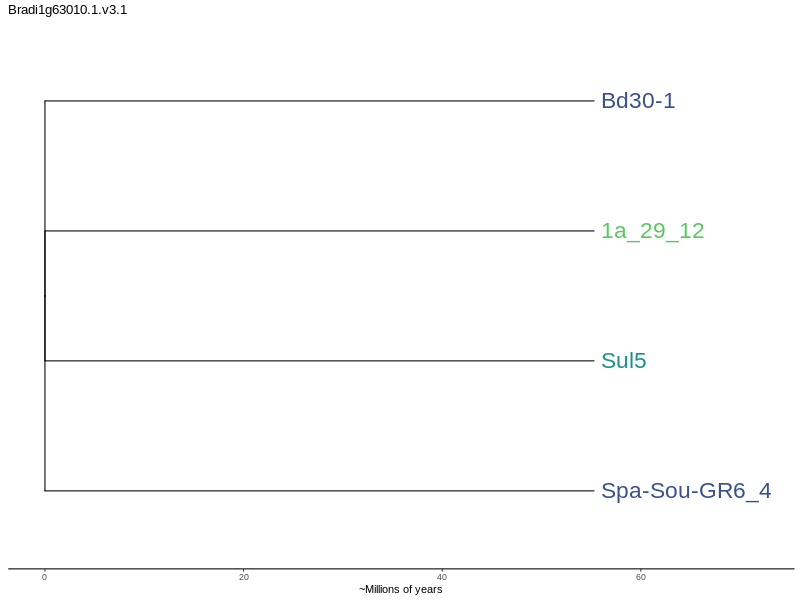 Bradi1g63010.1.v3.1
Bd30-1
1a_29_12
Sul5
Spa-Sou-GR6_4
0 20 40 60
~Millions of years